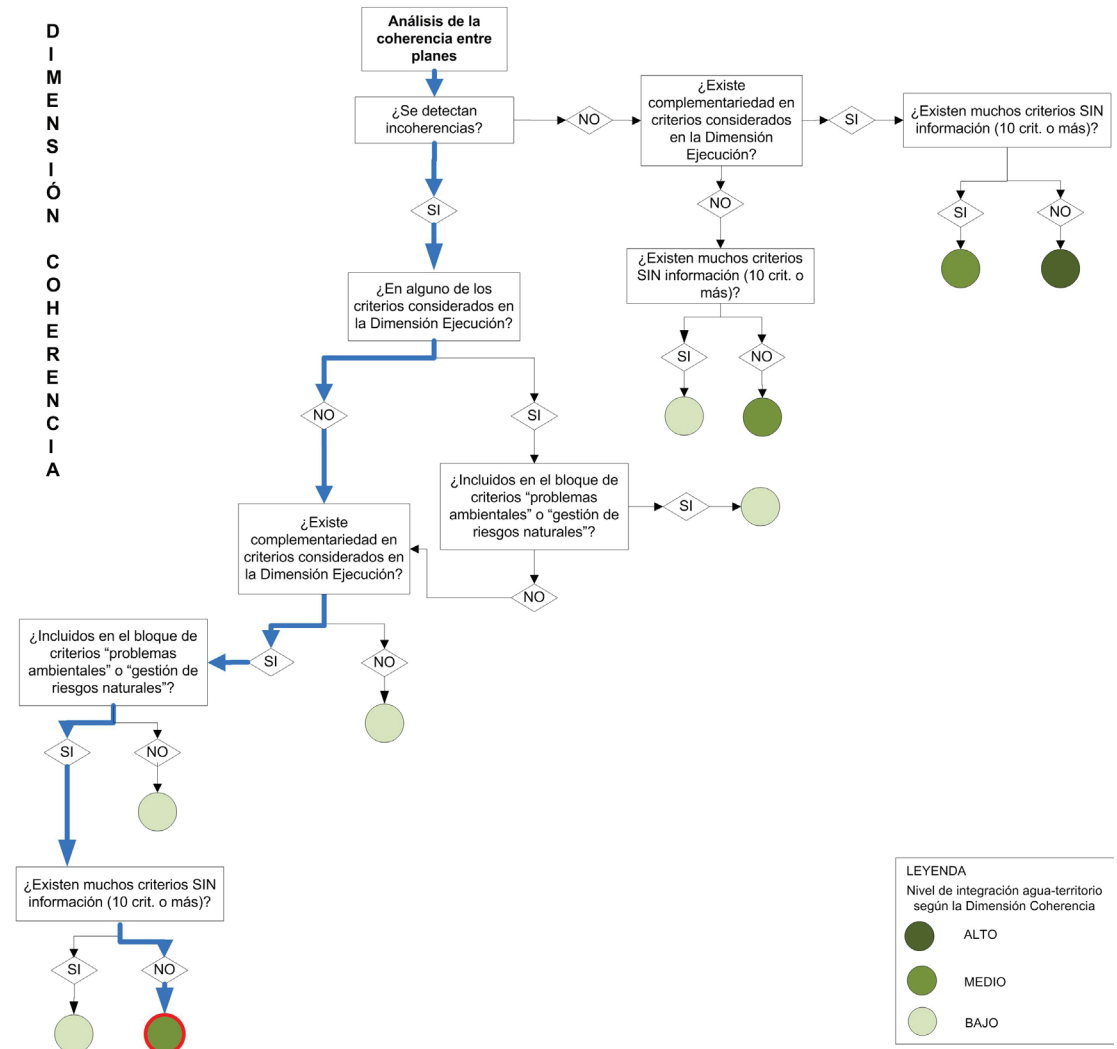 DIMENSIÓN COHERENCIA
Análisis de la
coherencia entre
planes
¿Se detectan
incoherencias?
NO
¿Existe
complementariedad en
criterios considerados
en la Dimensión
Ejecución?
SI
¿Existen muchos criterios SIN
información (10 crit. o más)?
SI
NO
NO
¿Existen muchos criterios
SIN información (10 crit. o
más)?
SI
NO
SI
¿En alguno de los
criterios considerados en
la Dimensión Ejecución?
NO
SI
¿Incluidos en el bloque de
criterios “problemas
ambientales” o “gestión de
riesgos naturales”?
SI
NO
¿Existe
complementariedad en
criterios considerados en
la Dimensión Ejecución?
SI
NO
¿Incluidos en el bloque de
criterios “problemas
ambientales” o “gestión de
riesgos naturales”?
SI
NO
¿Existen muchos criterios SIN
información (10 crit. o más)?
SI
NO
LEYENDA
Nivel de integración agua-territorio
según la Dimensión Coherencia
ALTO
MEDIO
BAJO